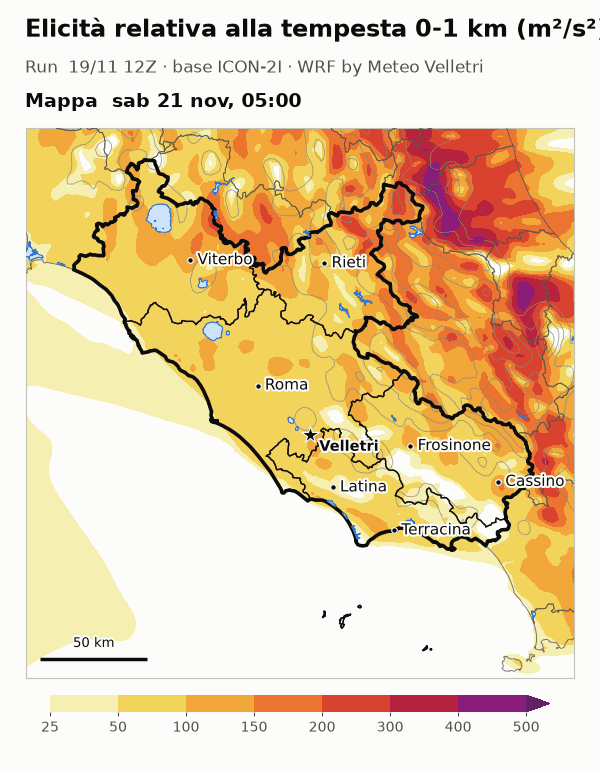 Elicità relativa alla tempesta 0-1 km (m²/s²)
Run 19/11 12Z · base ICON-2I · WRF by Meteo Velletri
Mappa sab 21 nov, 05:00
Viterbo
Rieti
Roma
Velletri
Frosinone
Latina
Cassino
Terracina
50 km
25 50 100 150 200 300 400 500